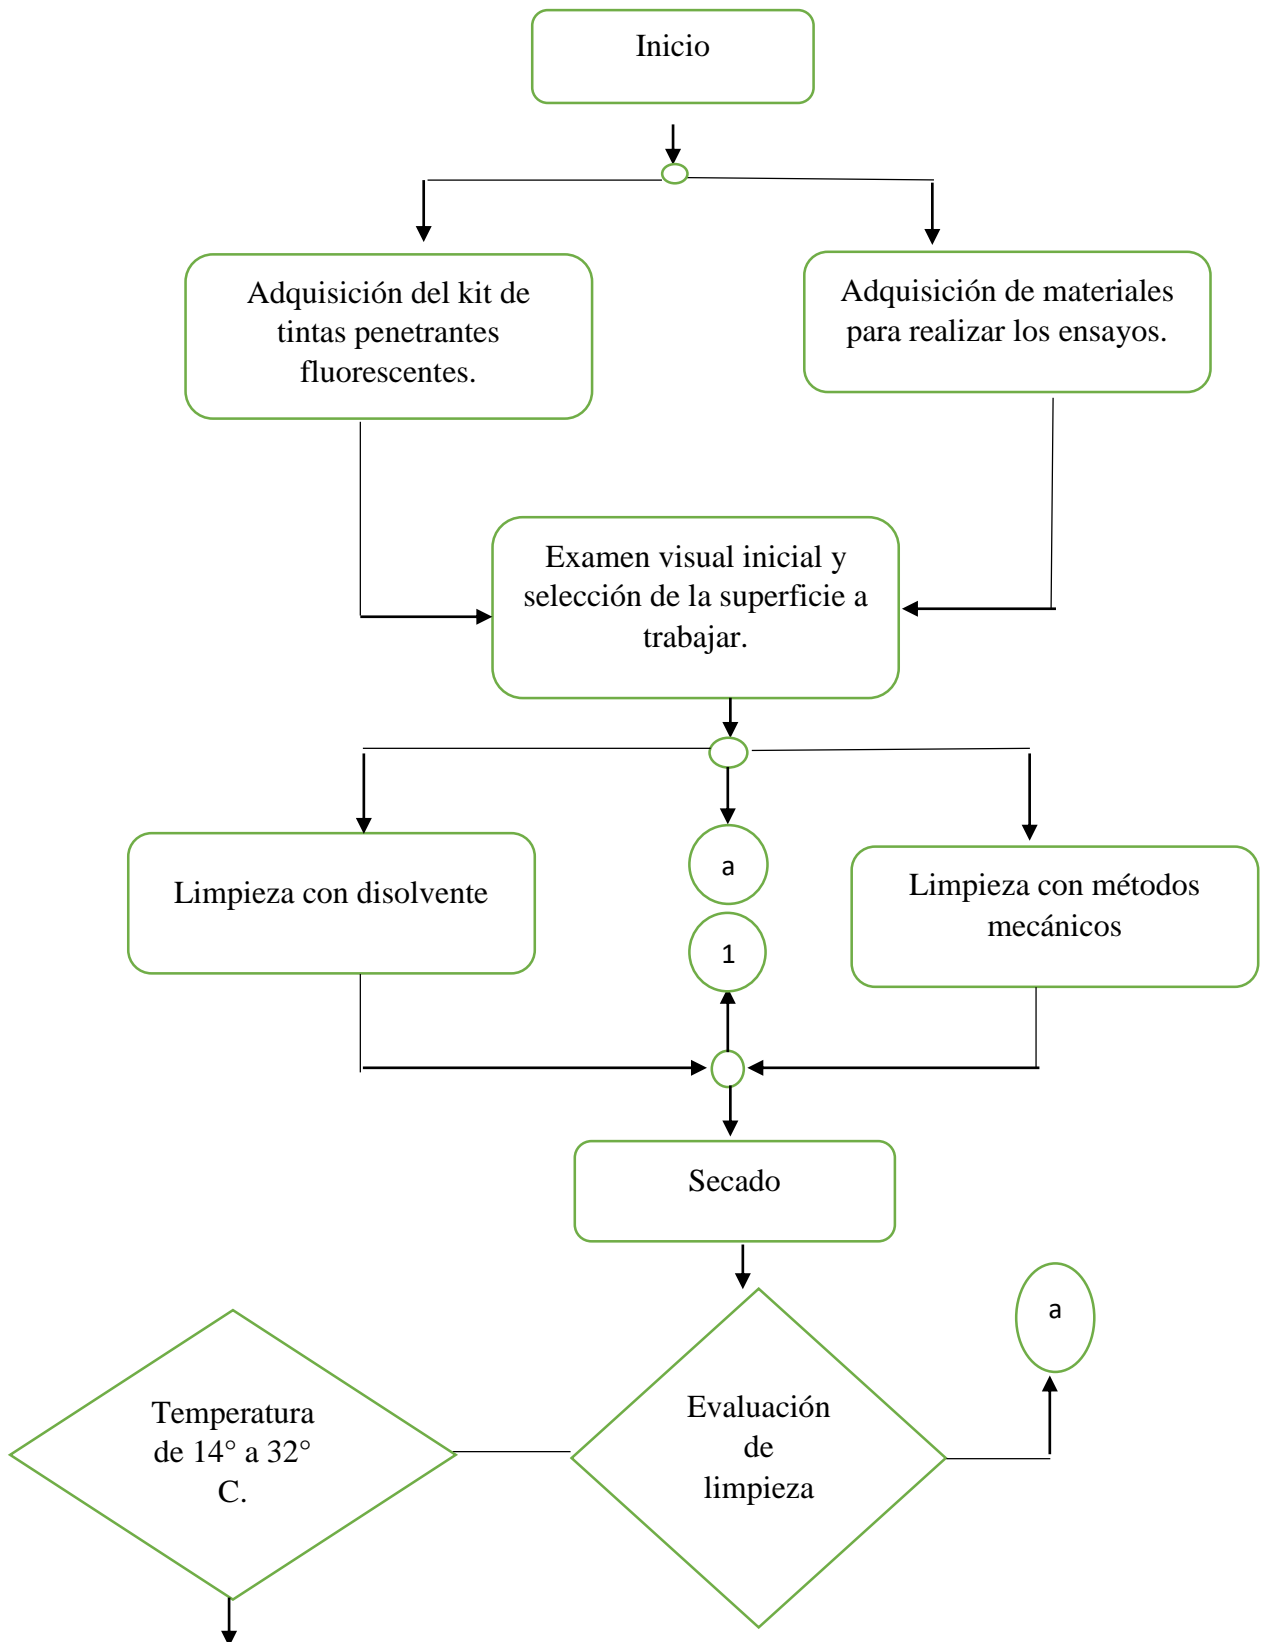 Inicio
Adquisición del kit de
tintas penetrantes
fluorescentes.
Adquisición de materiales
para realizar los ensayos.
Examen visual inicial y
selección de la superficie a
trabajar.
Limpieza con disolvente
a
1
Limpieza con métodos
mecánicos
Secado
Temperatura
de 14° a 32°
C.
Evaluación
de
limpieza
a